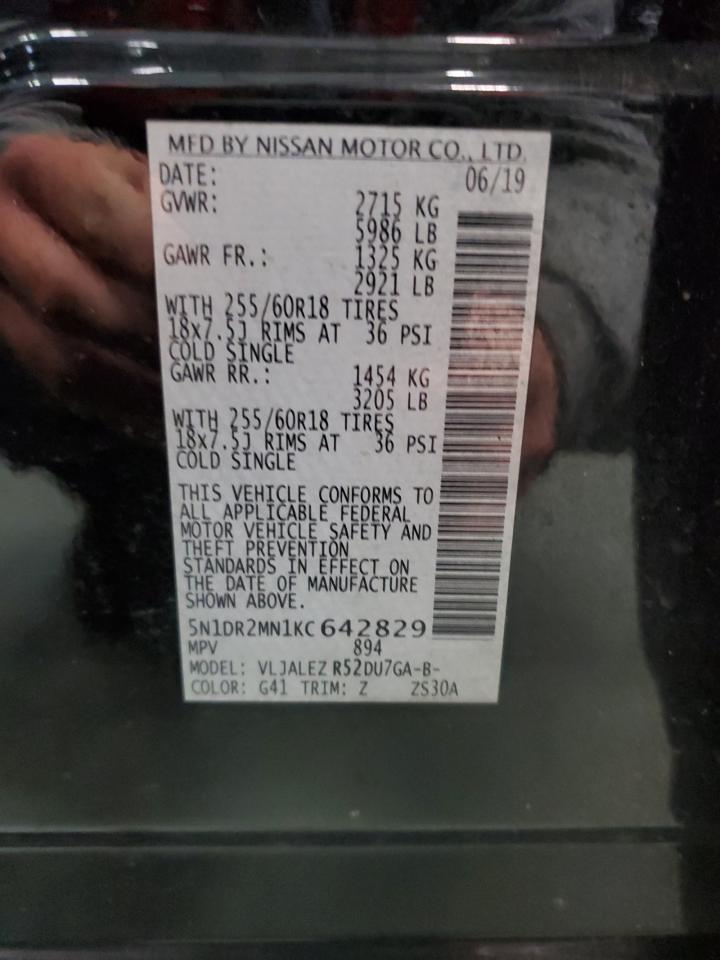 MFD BY NISSAN MOTOR CO., LTD.
DATE: 06/19
GVWR: 2715 KG
5986 LB
GAWR FR.: 1325 KG
2921 LB
WITH 255/60R18 TIRES
18x7.5J RIMS AT 36 PSI
COLD SINGLE
GAWR RR.: 1454 KG
3205 LB
WITH 255/60R18 TIRES
18x7.5J RIMS AT 36 PSI
COLD SINGLE
THIS VEHICLE CONFORMS TO
ALL APPLICABLE FEDERAL
MOTOR VEHICLE SAFETY AND
THEFT PREVENTION
STANDARDS IN EFFECT ON
THE DATE OF MANUFACTURE
SHOWN ABOVE.
5N1DR2MN1KC642829
MPV 894
MODEL: VLJALEZ R52DU7GA-B-
COLOR: G41 TRIM: Z ZS30A